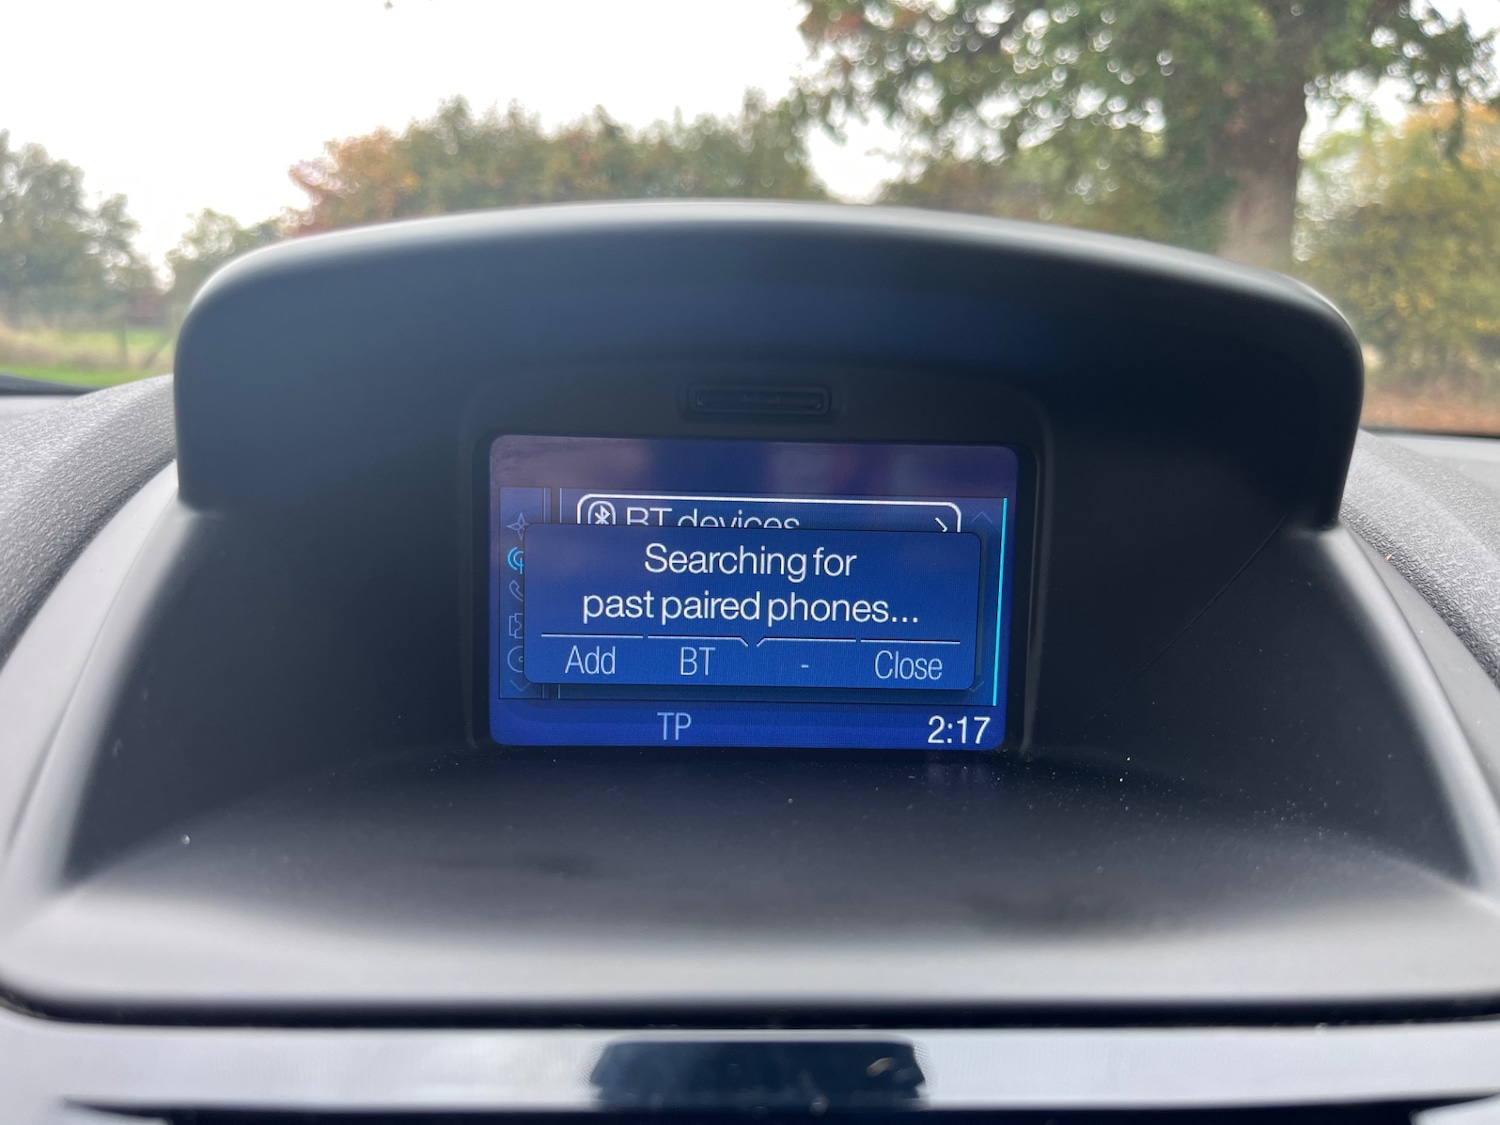 BT devices
Searching for
past paired phones...
Add BT - Close
TP 2:17